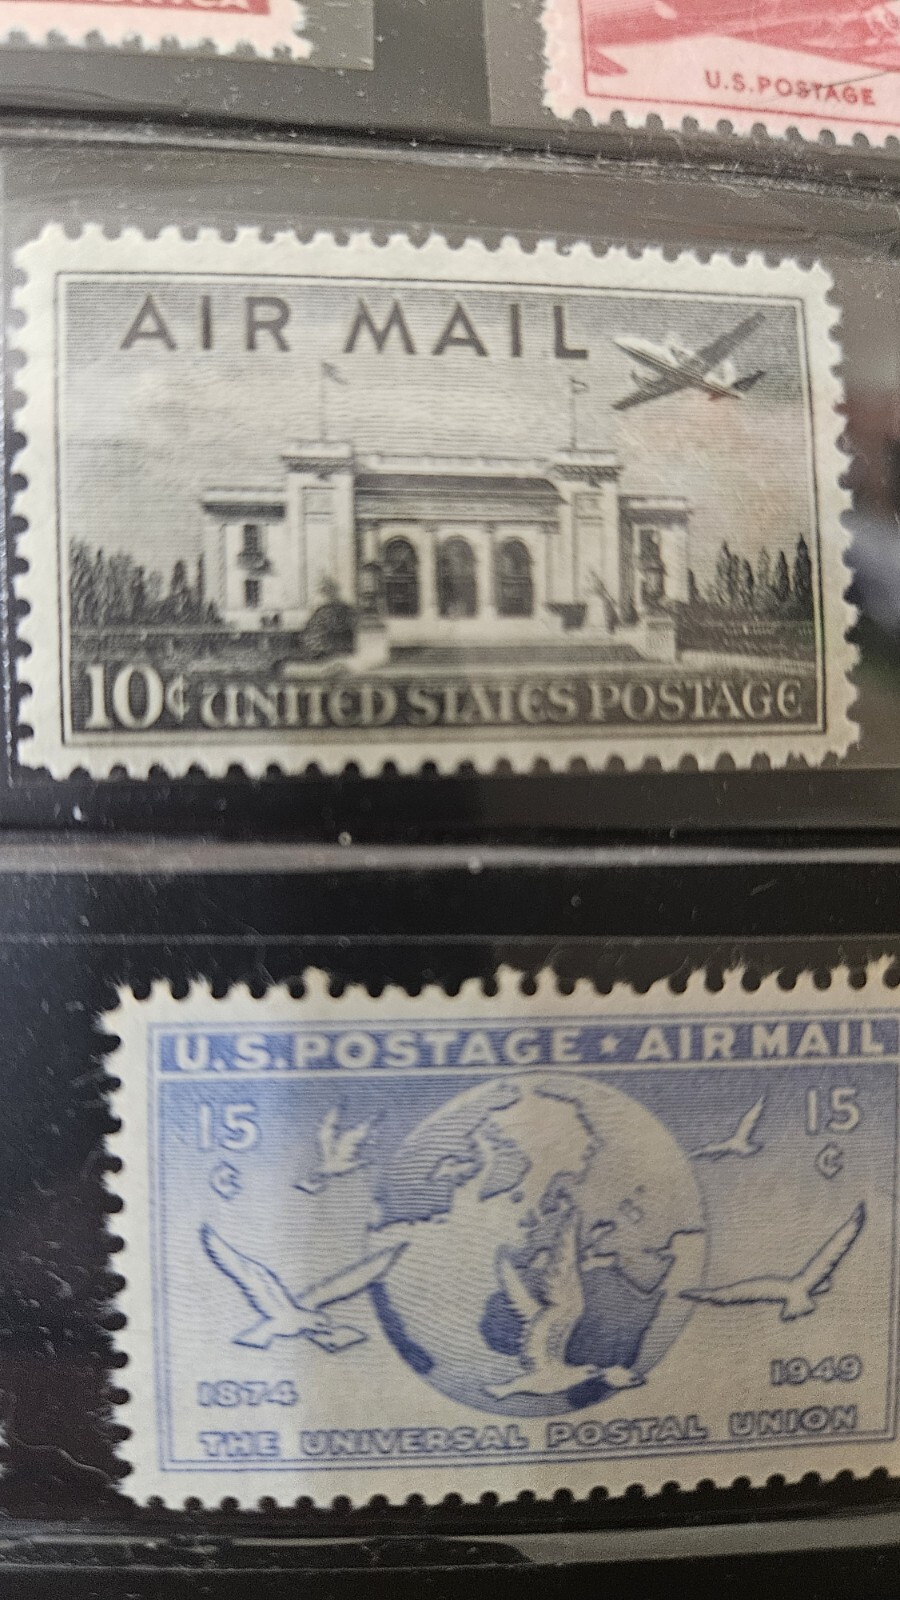 U.S.POSTAGE
AIR MAIL
10¢ UNITED STATES POSTAGE
U.S.POSTAGE ★ AIR MAIL
15¢ 15¢
1874 1949
THE UNIVERSAL POSTAL UNION